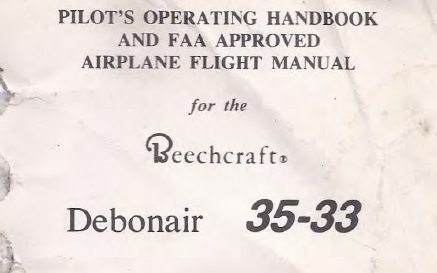 PILOT'S OPERATING HANDBOOK
AND FAA APPROVED
AIRPLANE FLIGHT MANUAL
for the
Beechcraft®
Debonair 35-33